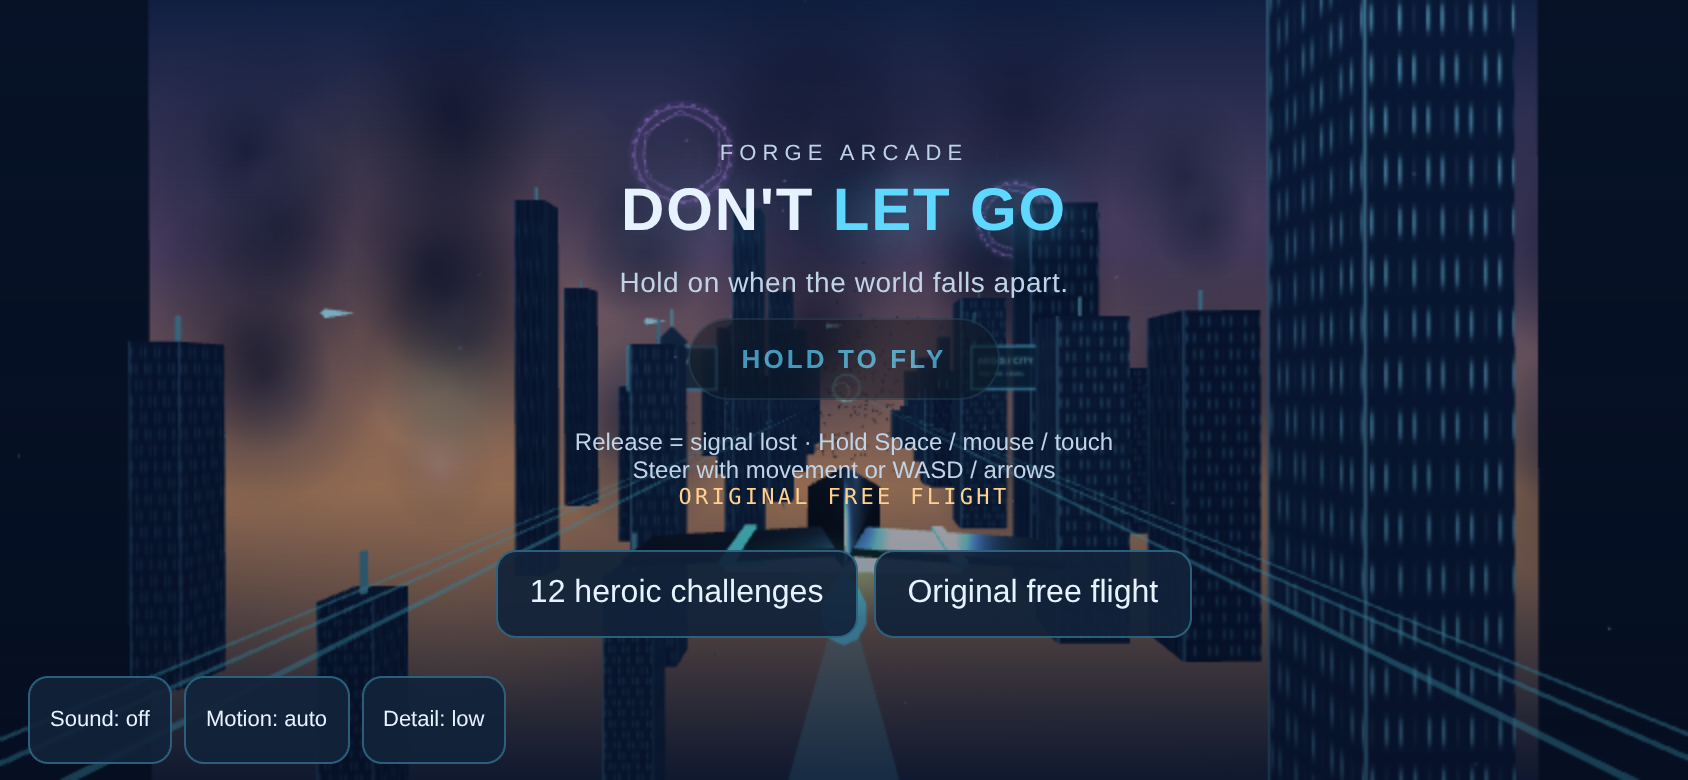 FORGE ARCADE
DON'T LET GO
Hold on when the world falls apart.
HOLD TO FLY
CITY
Release = signal lost · Hold Space / mouse / touch
Steer with movement or WASD / arrows
ORIGINAL FREE FLIGHT
12 heroic challenges
Original free flight
Sound: off
Motion: auto
Detail: low